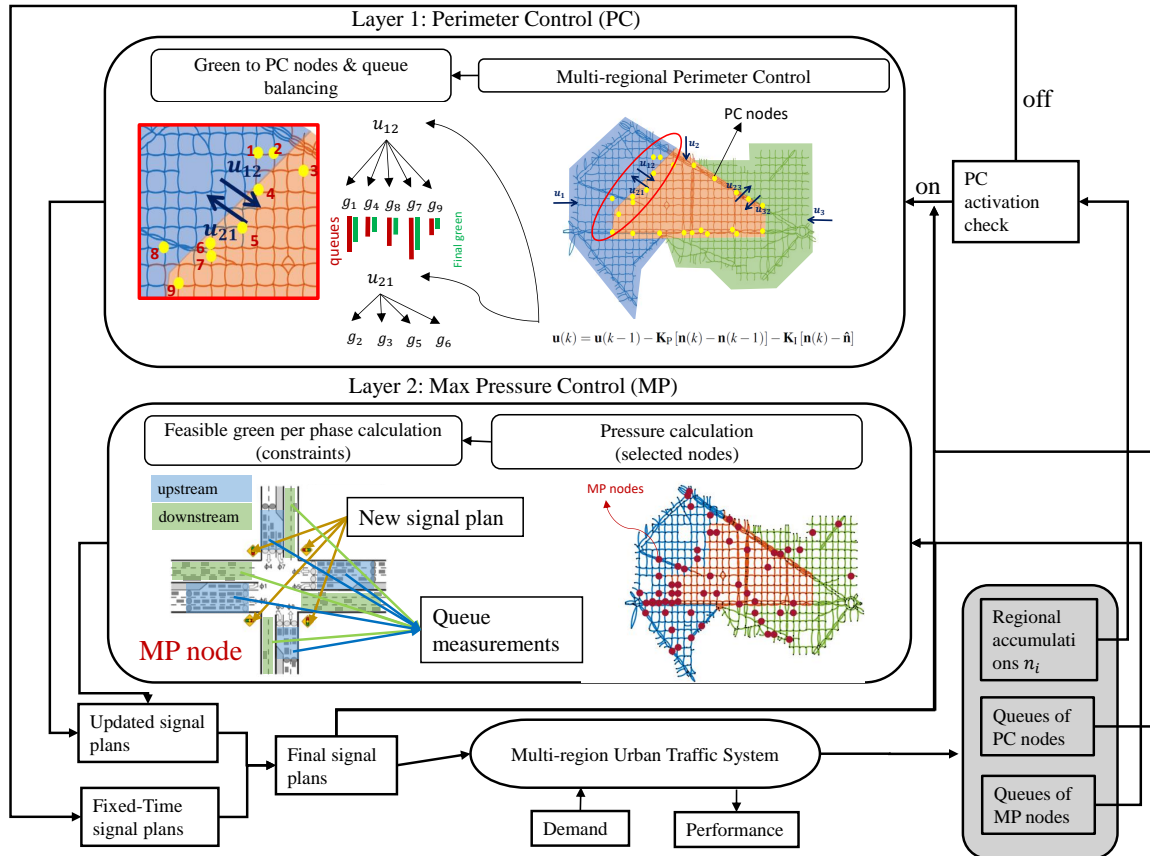 Layer 1: Perimeter Control (PC)
Green to PC nodes & queue
balancing
Multi-regional Perimeter Control
off
on
PC
activation
check
1
2
3
4
5
6
7
8
9
u₁₂
u₂₁
u₁₂
g₁ g₄ g₈ g₇ g₉
queues
Final green
u₂₁
g₂ g₃ g₅ g₆
PC nodes
u₁
u₂
u₁₂
u₂₁
u₂₃
u₃₂
u₃
u(k) = u(k−1) − K_P [n(k) − n(k−1)] − K_I [n(k) − n̂]
Layer 2: Max Pressure Control (MP)
Feasible green per phase calculation
(constraints)
Pressure calculation
(selected nodes)
upstream
downstream
New signal plan
Queue
measurements
MP node
MP nodes
Regional
accumulati
ons nᵢ
Queues of
PC nodes
Queues of
MP nodes
Updated signal
plans
Fixed-Time
signal plans
Final signal
plans
Multi-region Urban Traffic System
Demand
Performance